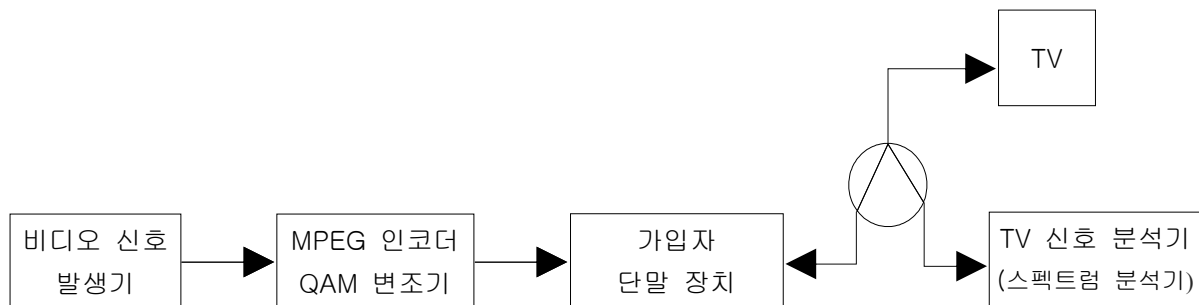 TV
비디오 신호
발생기
MPEG 인코더
QAM 변조기
가입자
단말 장치
TV 신호 분석기
(스펙트럼 분석기)